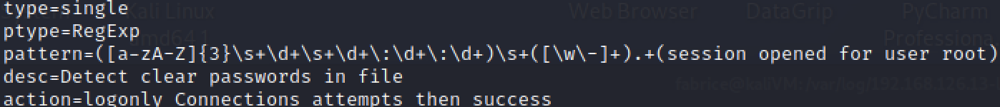 type=single
ptype=RegExp
pattern=([a-zA-Z]{3}\s+\d+\s+\d+\:\d+\:\d+)\s+([\w\-]+).+(session opened for user root)
desc=Detect clear passwords in file
action=logonly Connections attempts then success
Kali Linux
amd64 1
Web Browser
DataGrip
PyCharm
Professiona
fabrice@kaliVM:/var/log/192.168.126.13